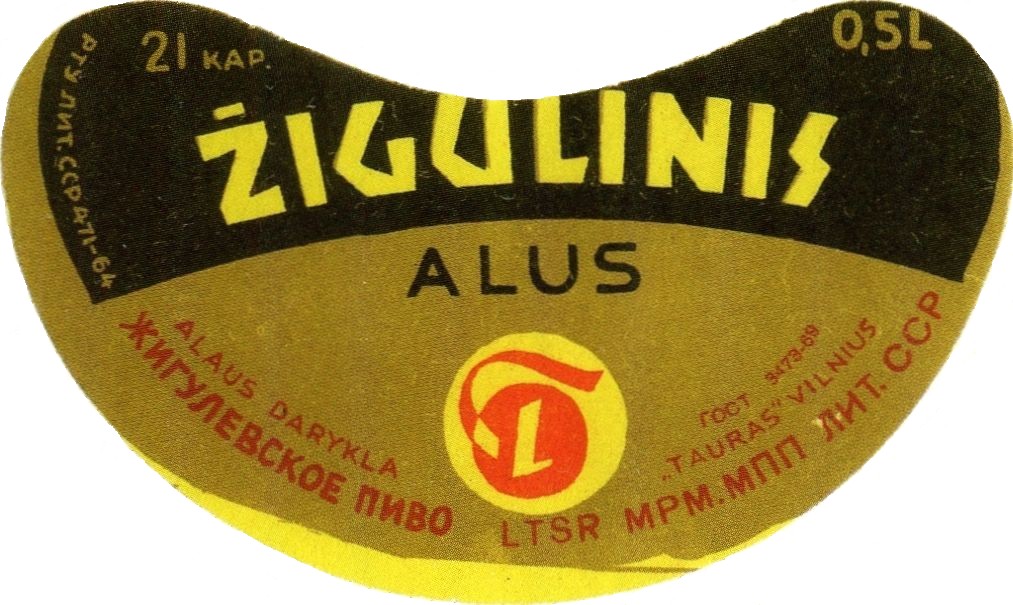 21 КАР.
0,5L
РТУ ЛИТ.ССР 471-64
ŽIGULINIS
ALUS
ALAUS DARYKLA
ЖИГУЛЕВСКОЕ ПИВО
ГОСТ 3473-69
„TAURAS" VILNIUS
LTSR MPM. МПП ЛИТ. ССР